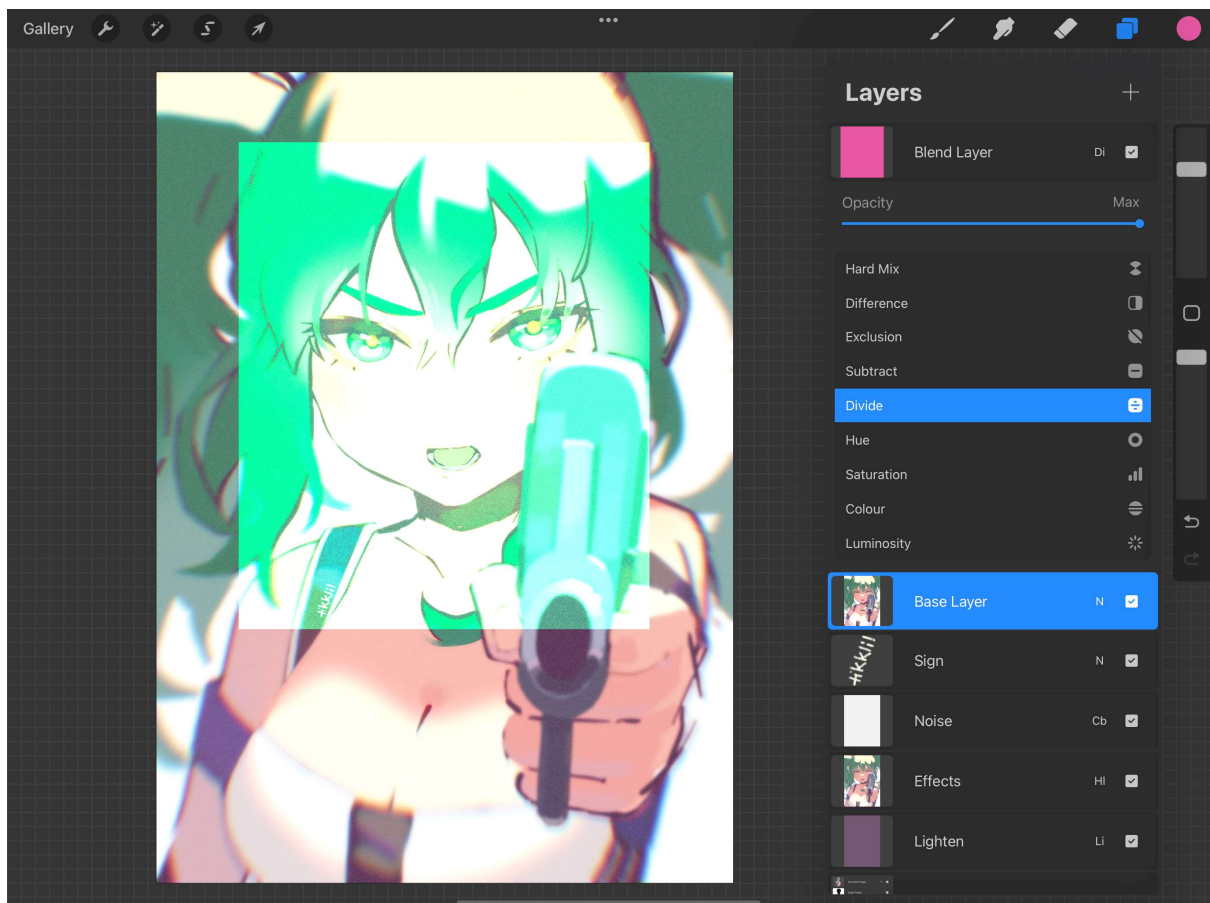 Gallery
Layers
Blend Layer Di
Opacity Max
Hard Mix
Difference
Exclusion
Subtract
Divide
Hue
Saturation
Colour
Luminosity
Base Layer N
Sign N
Noise Cb
Effects Hl
Lighten Li